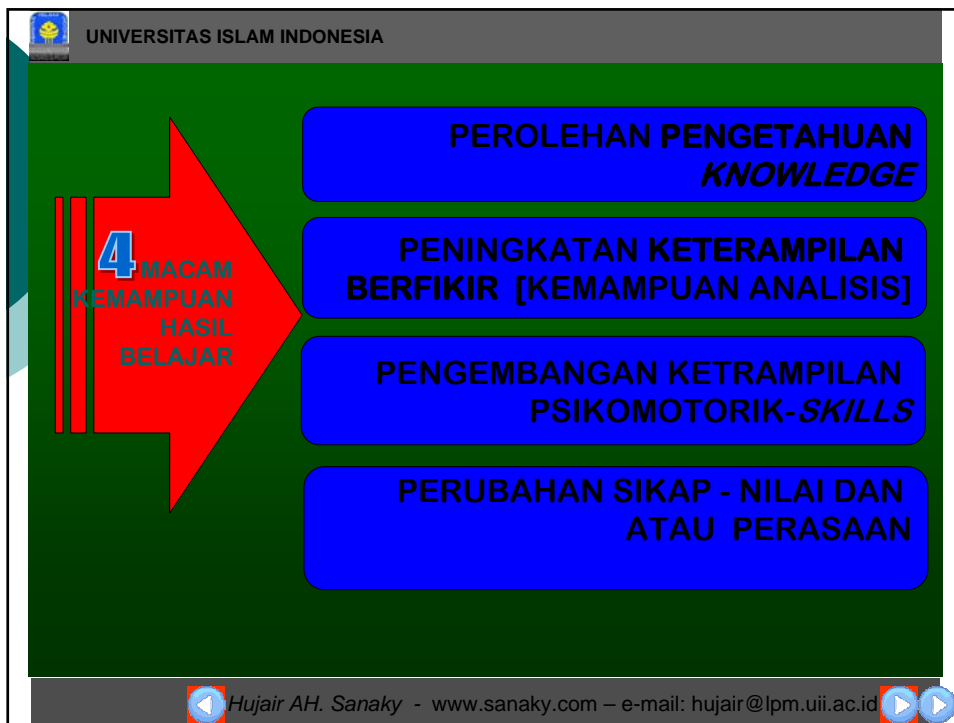 UNIVERSITAS ISLAM INDONESIA
4 MACAM
KEMAMPUAN
HASIL
BELAJAR
PEROLEHAN PENGETAHUAN
KNOWLEDGE
PENINGKATAN KETERAMPILAN
BERFIKIR [KEMAMPUAN ANALISIS]
PENGEMBANGAN KETRAMPILAN
PSIKOMOTORIK-SKILLS
PERUBAHAN SIKAP - NILAI DAN
ATAU PERASAAN
Hujair AH. Sanaky - www.sanaky.com – e-mail: hujair@lpm.uii.ac.id